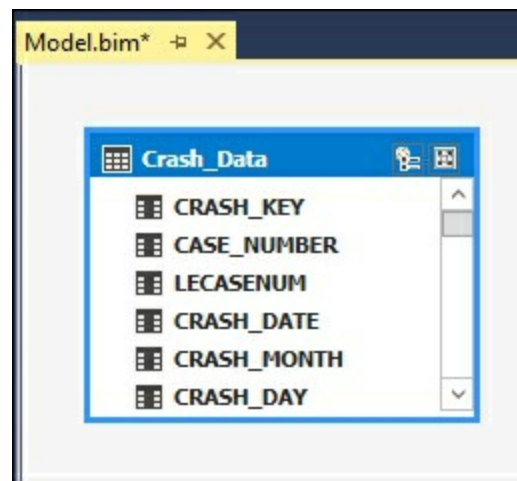 Model.bim*
Crash_Data
CRASH_KEY
CASE_NUMBER
LECASENUM
CRASH_DATE
CRASH_MONTH
CRASH_DAY